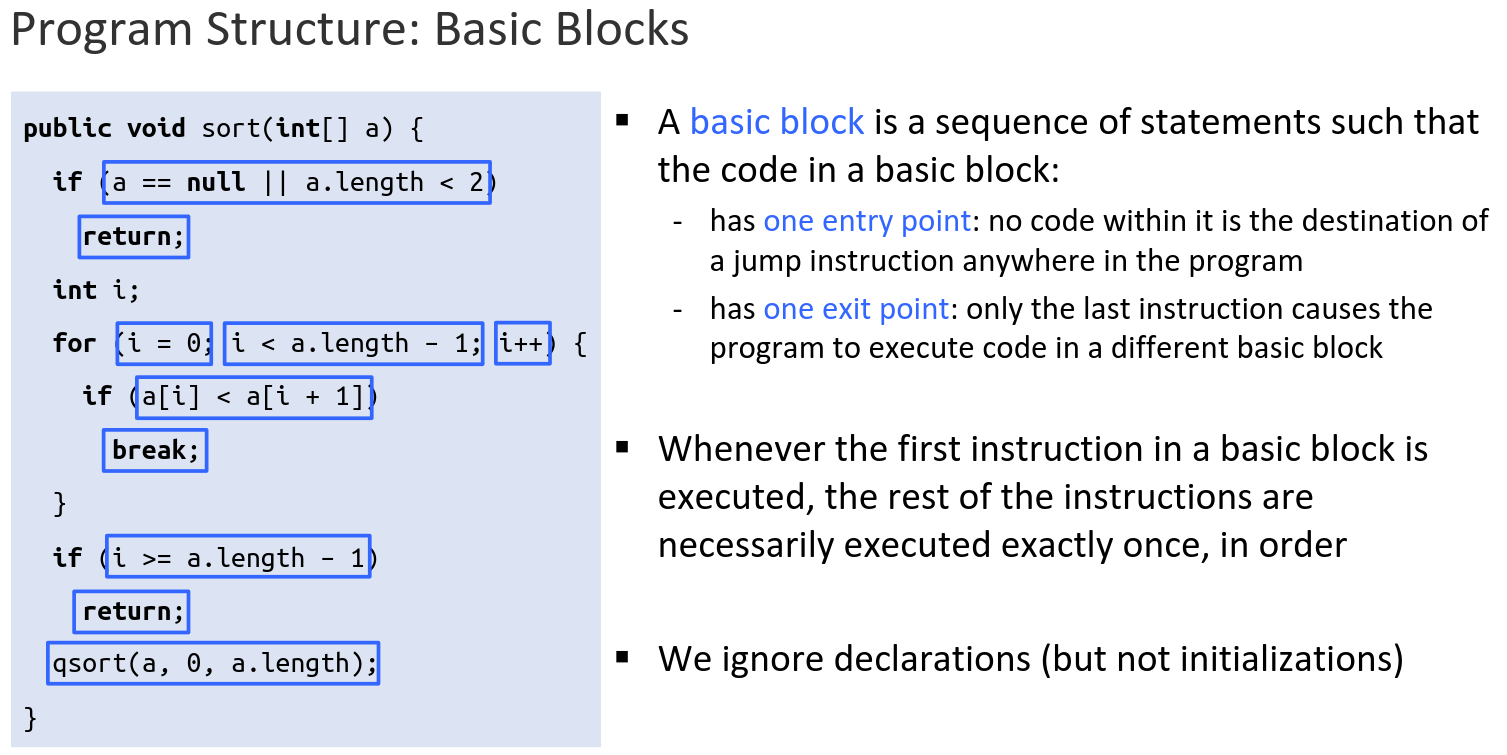 Program Structure: Basic Blocks
public void sort(int[] a) {
if (a == null || a.length < 2)
return;
int i;
for (i = 0; i < a.length – 1; i++) {
if (a[i] < a[i + 1])
break;
}
if (i >= a.length – 1)
return;
qsort(a, 0, a.length);
}
▪ A basic block is a sequence of statements such that
the code in a basic block:
- has one entry point: no code within it is the destination of
a jump instruction anywhere in the program
- has one exit point: only the last instruction causes the
program to execute code in a different basic block
▪ Whenever the first instruction in a basic block is
executed, the rest of the instructions are
necessarily executed exactly once, in order
▪ We ignore declarations (but not initializations)